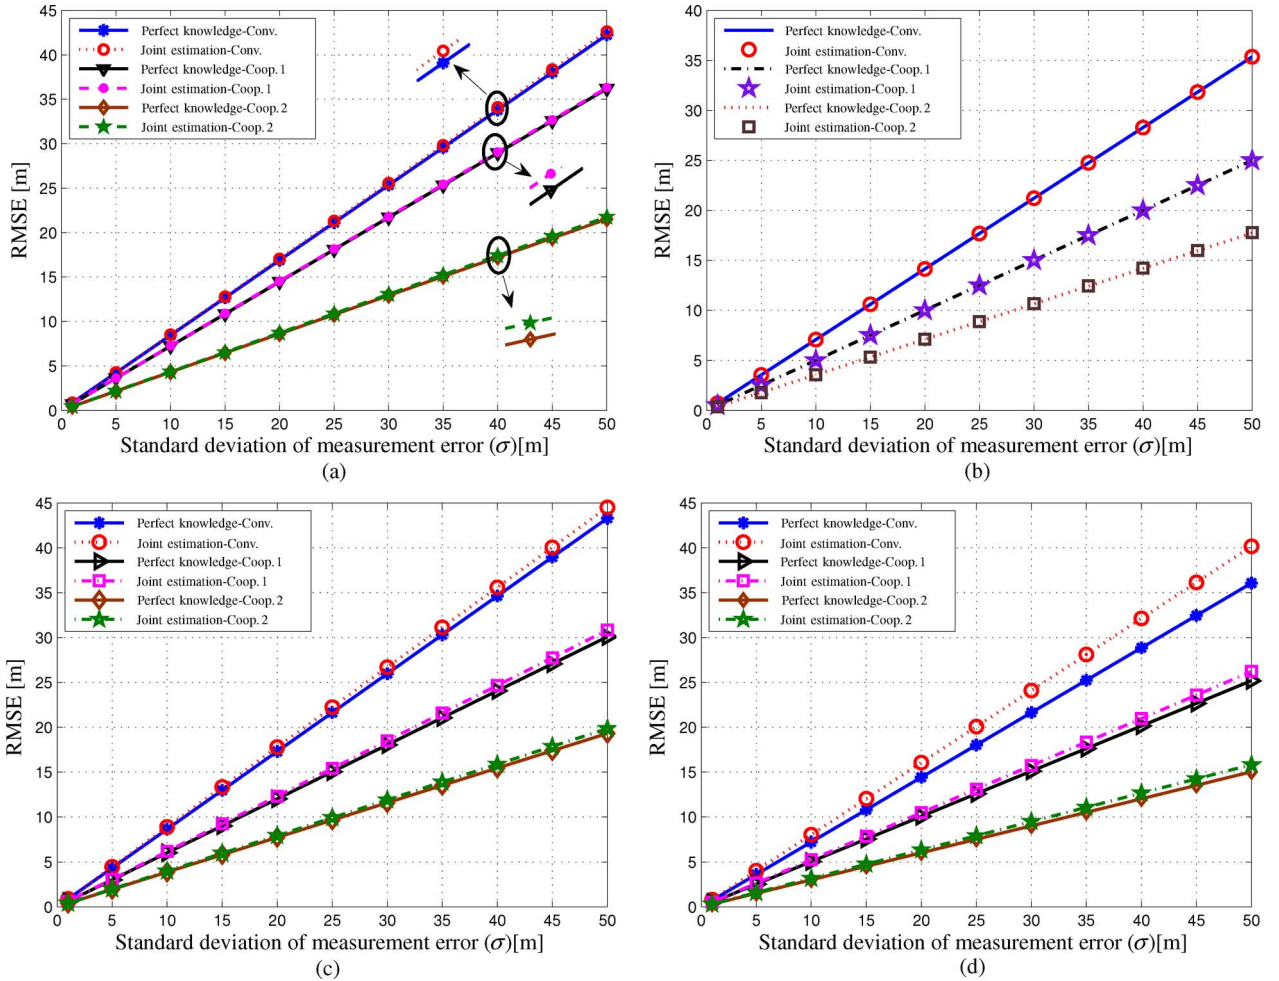 45
40
35
30
25
20
15
10
5
0
RMSE [m]
Perfect knowledge-Conv.
Joint estimation-Conv.
Perfect knowledge-Coop. 1
Joint estimation-Coop. 1
Perfect knowledge-Coop. 2
Joint estimation-Coop. 2
0 5 10 15 20 25 30 35 40 45 50
Standard deviation of measurement error (σ)[m]
(a)
40
35
30
25
20
15
10
5
0
RMSE [m]
Perfect knowledge-Conv.
Joint estimation-Conv.
Perfect knowledge-Coop. 1
Joint estimation-Coop. 1
Perfect knowledge-Coop. 2
Joint estimation-Coop. 2
0 5 10 15 20 25 30 35 40 45 50
Standard deviation of measurement error (σ)[m]
(b)
45
40
35
30
25
20
15
10
5
0
RMSE [m]
Perfect knowledge-Conv.
Joint estimation-Conv.
Perfect knowledge-Coop. 1
Joint estimation-Coop. 1
Perfect knowledge-Coop. 2
Joint estimation-Coop. 2
5 10 15 20 25 30 35 40 45 50
Standard deviation of measurement error (σ)[m]
(c)
45
40
35
30
25
20
15
10
5
0
RMSE [m]
Perfect knowledge-Conv.
Joint estimation-Conv.
Perfect knowledge-Coop. 1
Joint estimation-Coop. 1
Perfect knowledge-Coop. 2
Joint estimation-Coop. 2
5 10 15 20 25 30 35 40 45 50
Standard deviation of measurement error (σ)[m]
(d)